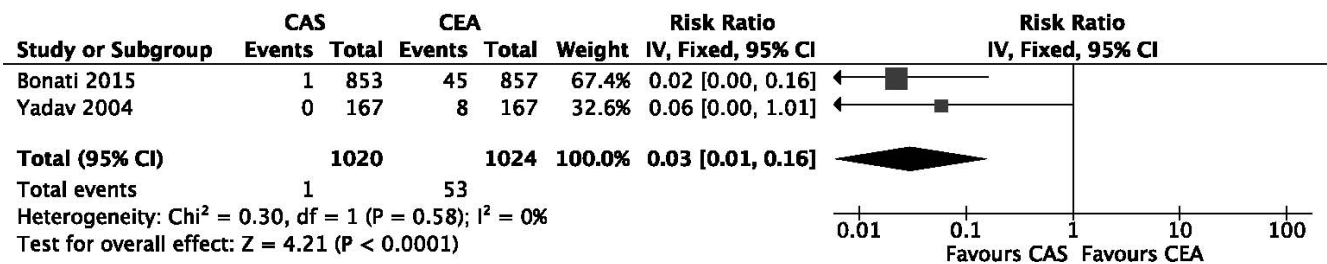 CAS CEA Risk Ratio Risk Ratio
Study or Subgroup Events Total Events Total Weight IV, Fixed, 95% CI IV, Fixed, 95% CI
Bonati 2015 1 853 45 857 67.4% 0.02 [0.00, 0.16]
Yadav 2004 0 167 8 167 32.6% 0.06 [0.00, 1.01]
Total (95% CI) 1020 1024 100.0% 0.03 [0.01, 0.16]
Total events 1 53
Heterogeneity: Chi² = 0.30, df = 1 (P = 0.58); I² = 0%
Test for overall effect: Z = 4.21 (P < 0.0001)
0.01 0.1 1 10 100
Favours CAS Favours CEA